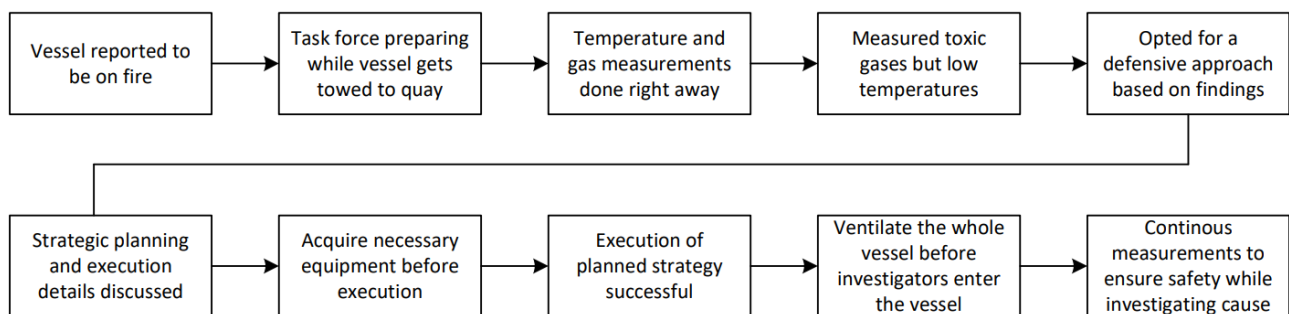 Vessel reported to
be on fire
Task force preparing
while vessel gets
towed to quay
Temperature and
gas measurements
done right away
Measured toxic
gases but low
temperatures
Opted for a
defensive approach
based on findings
Strategic planning
and execution
details discussed
Acquire necessary
equipment before
execution
Execution of
planned strategy
successful
Ventilate the whole
vessel before
investigators enter
the vessel
Continous
measurements to
ensure safety while
investigating cause